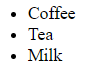 • Coffee
• Tea
• Milk